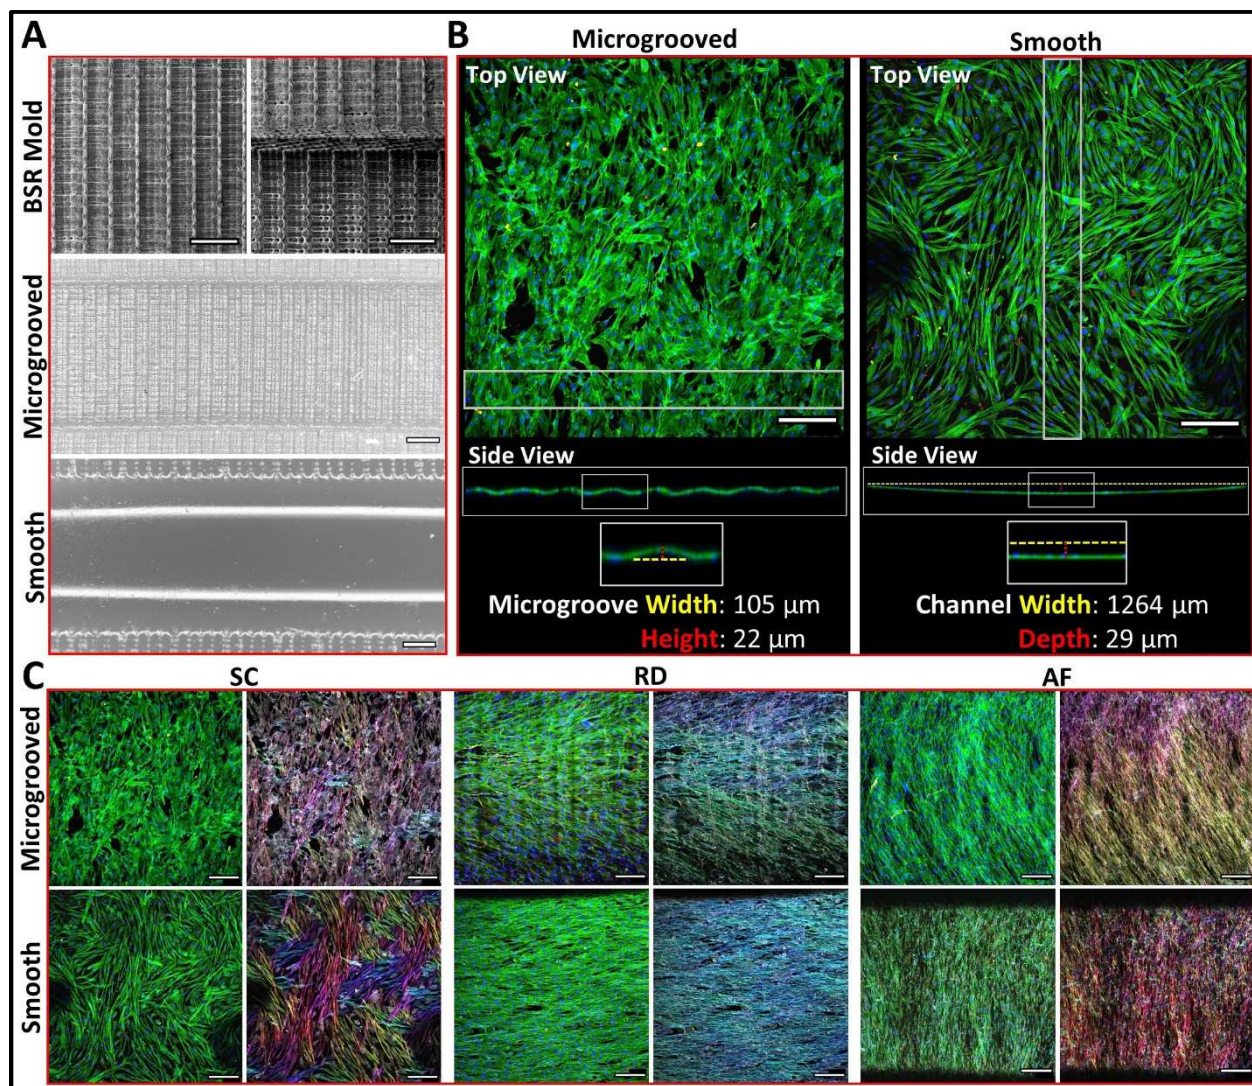 A
BSR Mold
Microgrooved
Smooth
B
Microgrooved
Smooth
Top View
Top View
Side View
Side View
Microgroove Width: 105 µm
Height: 22 µm
Channel Width: 1264 µm
Depth: 29 µm
C
SC
RD
AF
Microgrooved
Smooth